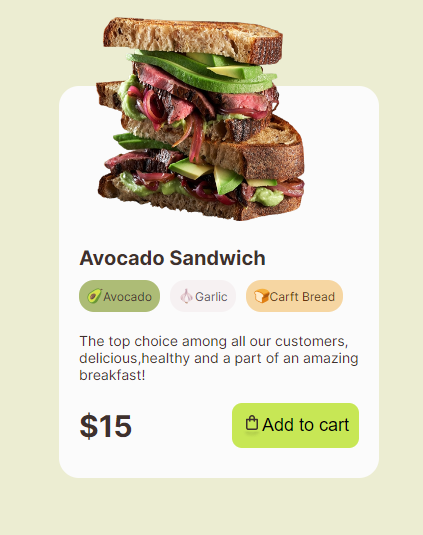 Avocado Sandwich
Avocado Garlic Carft Bread
The top choice among all our customers,
delicious,healthy and a part of an amazing
breakfast!
$15 Add to cart